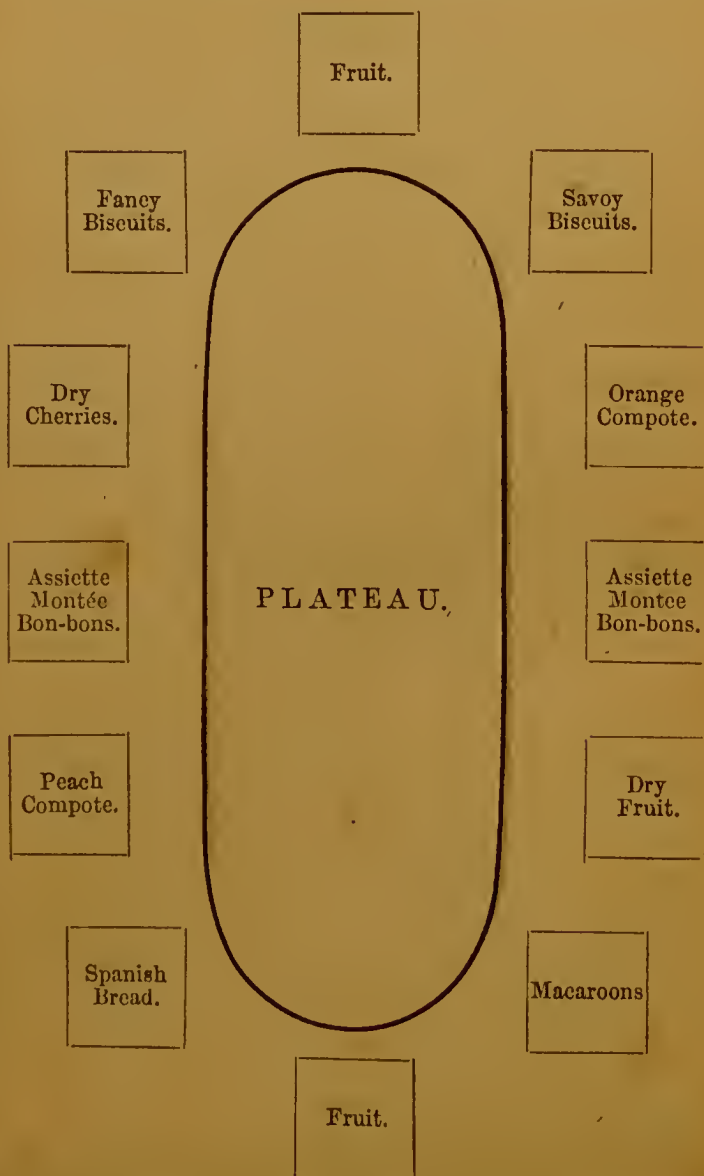 Fruit.
Fancy
Biscuits.
Savoy
Biscuits.
Dry
Cherries.
Orange
Compote.
Assiette
Montée
Bon-bons.
PLATEAU.
Assiette
Montee
Bon-bons.
Peach
Compote.
Dry
Fruit.
Spanish
Bread.
Macaroons
Fruit.